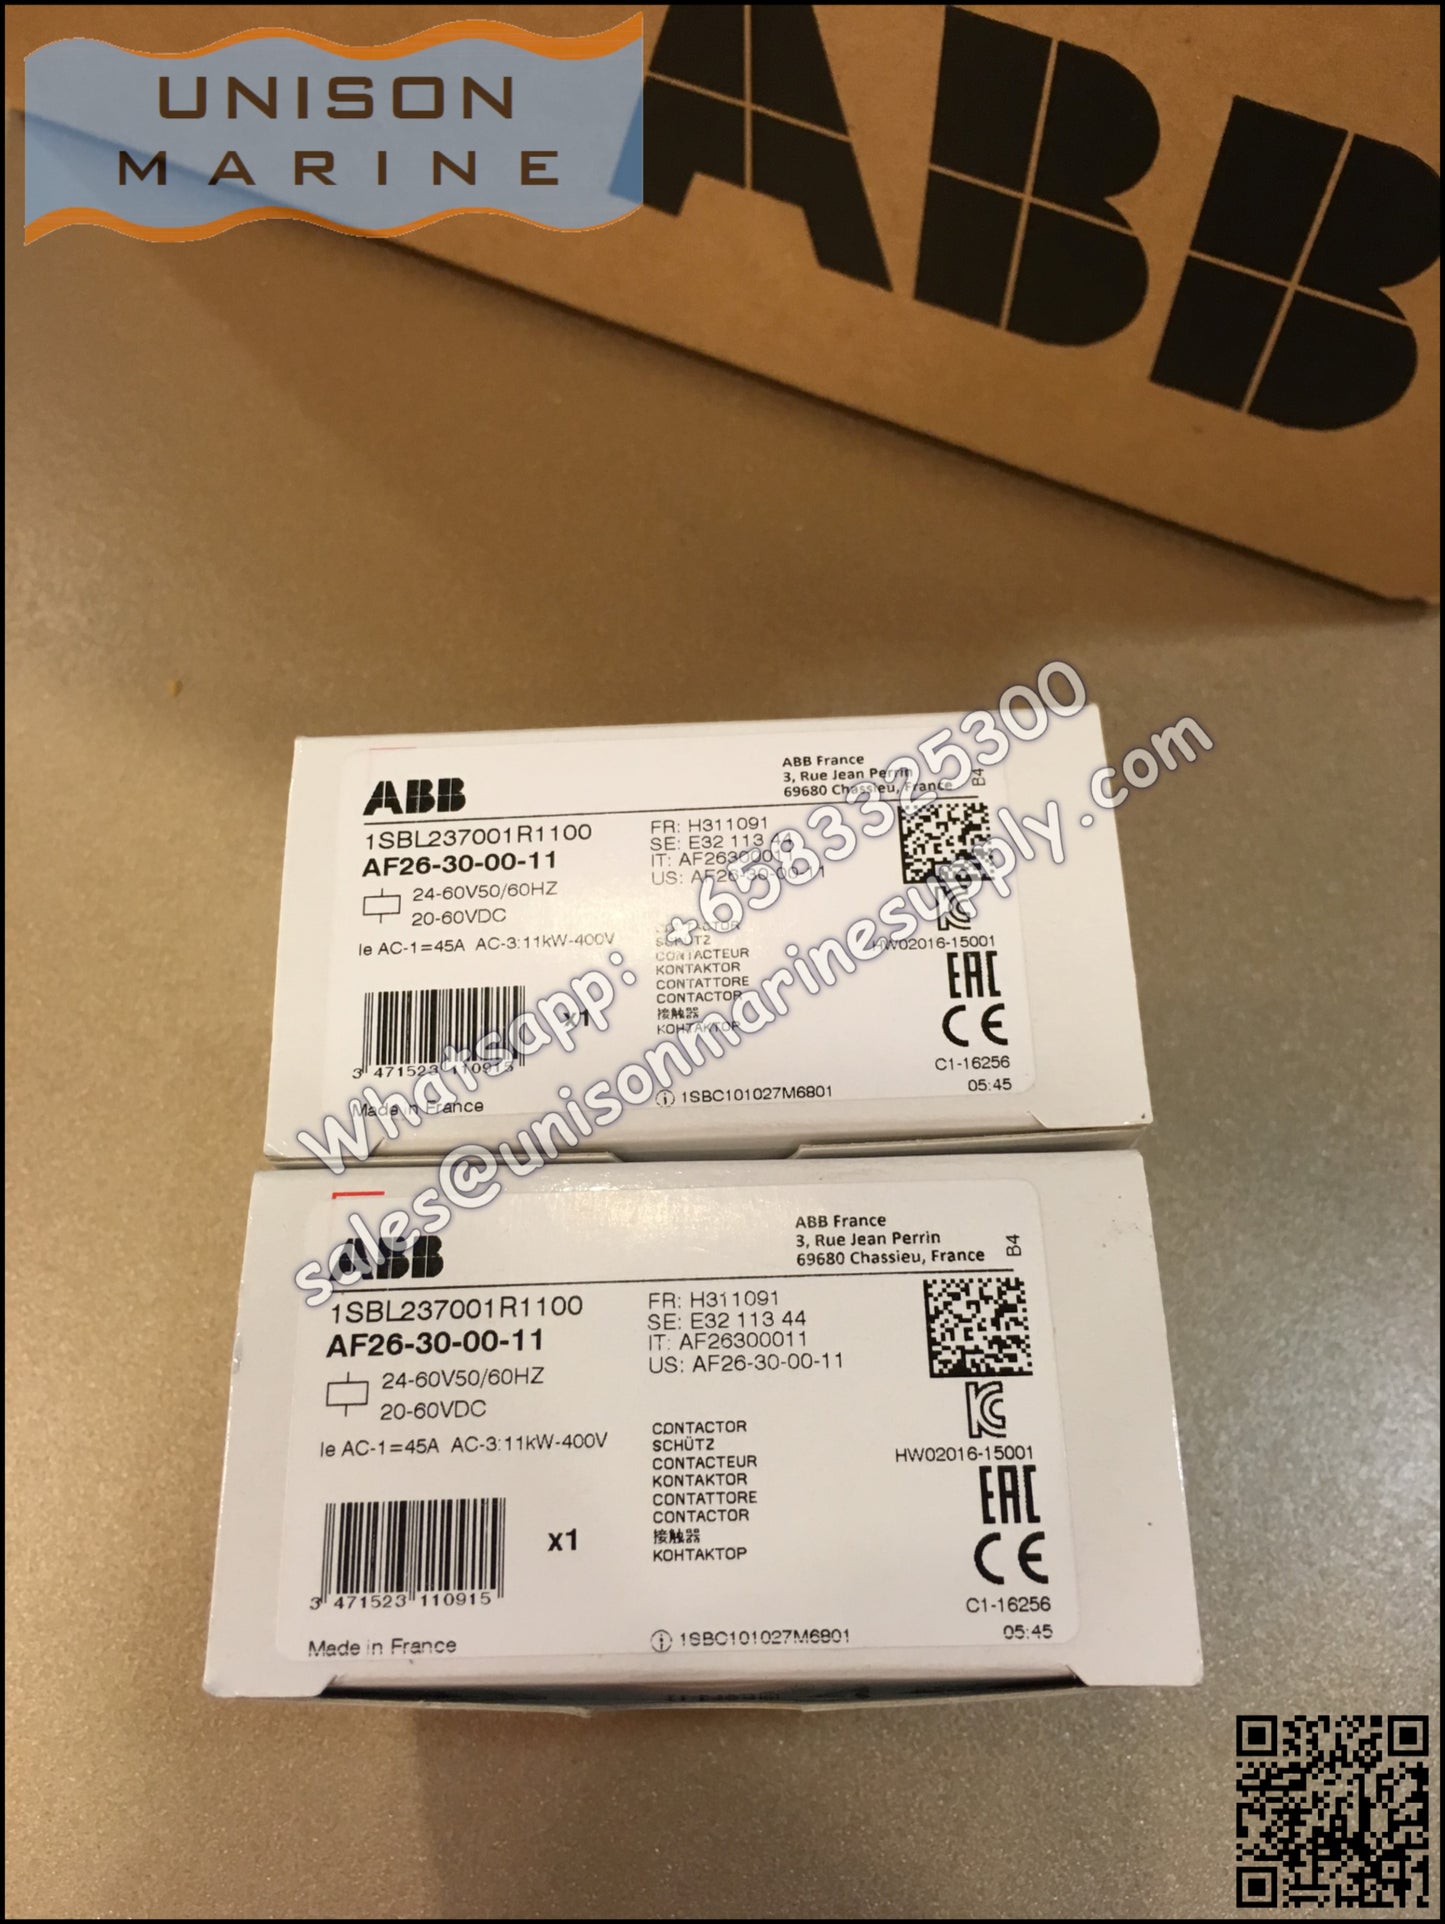 UNISON
MARINE
ABB
ABB
1SBL237001R1100
AF26-30-00-11
24-60V50/60HZ
20-60VDC
Ie AC-1=45A AC-3:11kW-400V
x1
3 471523 110915
Made in France
ABB France
3, Rue Jean Perrin
69680 Chassieu, France
B4
FR: H311091
SE: E32 113 44
IT: AF26300011
US: AF26-30-00-11
CONTACTOR
SCHÜTZ
CONTACTEUR
KONTAKTOR
CONTATTORE
CONTACTOR
接触器
КОНТАКТОР
HW02016-15001
EAC
CE
C1-16256
05:45
1SBC101027M6801
Whatsapp: +6583325300
sales@unisonmarinesupply.com
ABB
1SBL237001R1100
AF26-30-00-11
24-60V50/60HZ
20-60VDC
Ie AC-1=45A AC-3:11kW-400V
x1
3 471523 110915
Made in France
ABB France
3, Rue Jean Perrin
69680 Chassieu, France
B4
FR: H311091
SE: E32 113 44
IT: AF26300011
US: AF26-30-00-11
CONTACTOR
SCHÜTZ
CONTACTEUR
KONTAKTOR
CONTATTORE
CONTACTOR
接触器
КОНТАКТОР
HW02016-15001
EAC
CE
C1-16256
05:45
1SBC101027M6801